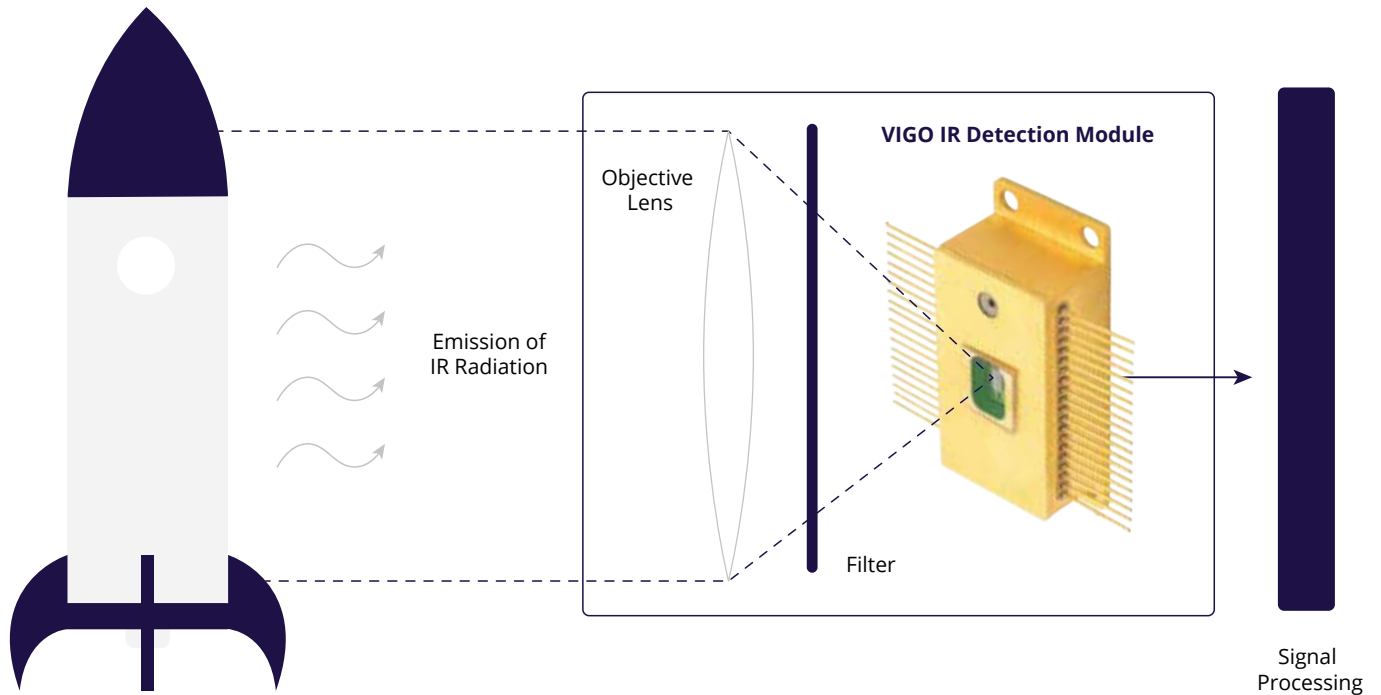 VIGO IR Detection Module
Objective
Lens
Emission of
IR Radiation
Filter
Signal
Processing